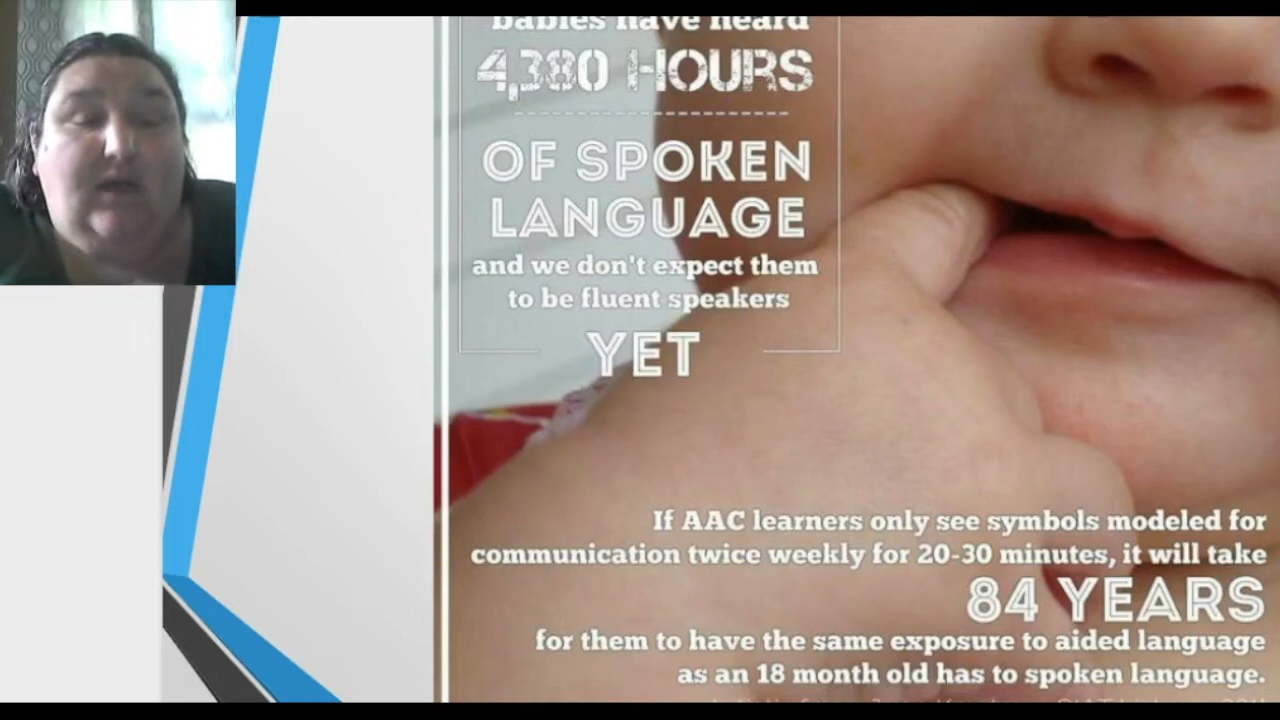 babies have heard
4,380 HOURS
OF SPOKEN
LANGUAGE
and we don't expect them
to be fluent speakers
YET
If AAC learners only see symbols modeled for
communication twice weekly for 20-30 minutes, it will take
84 YEARS
for them to have the same exposure to aided language
as an 18 month old has to spoken language.